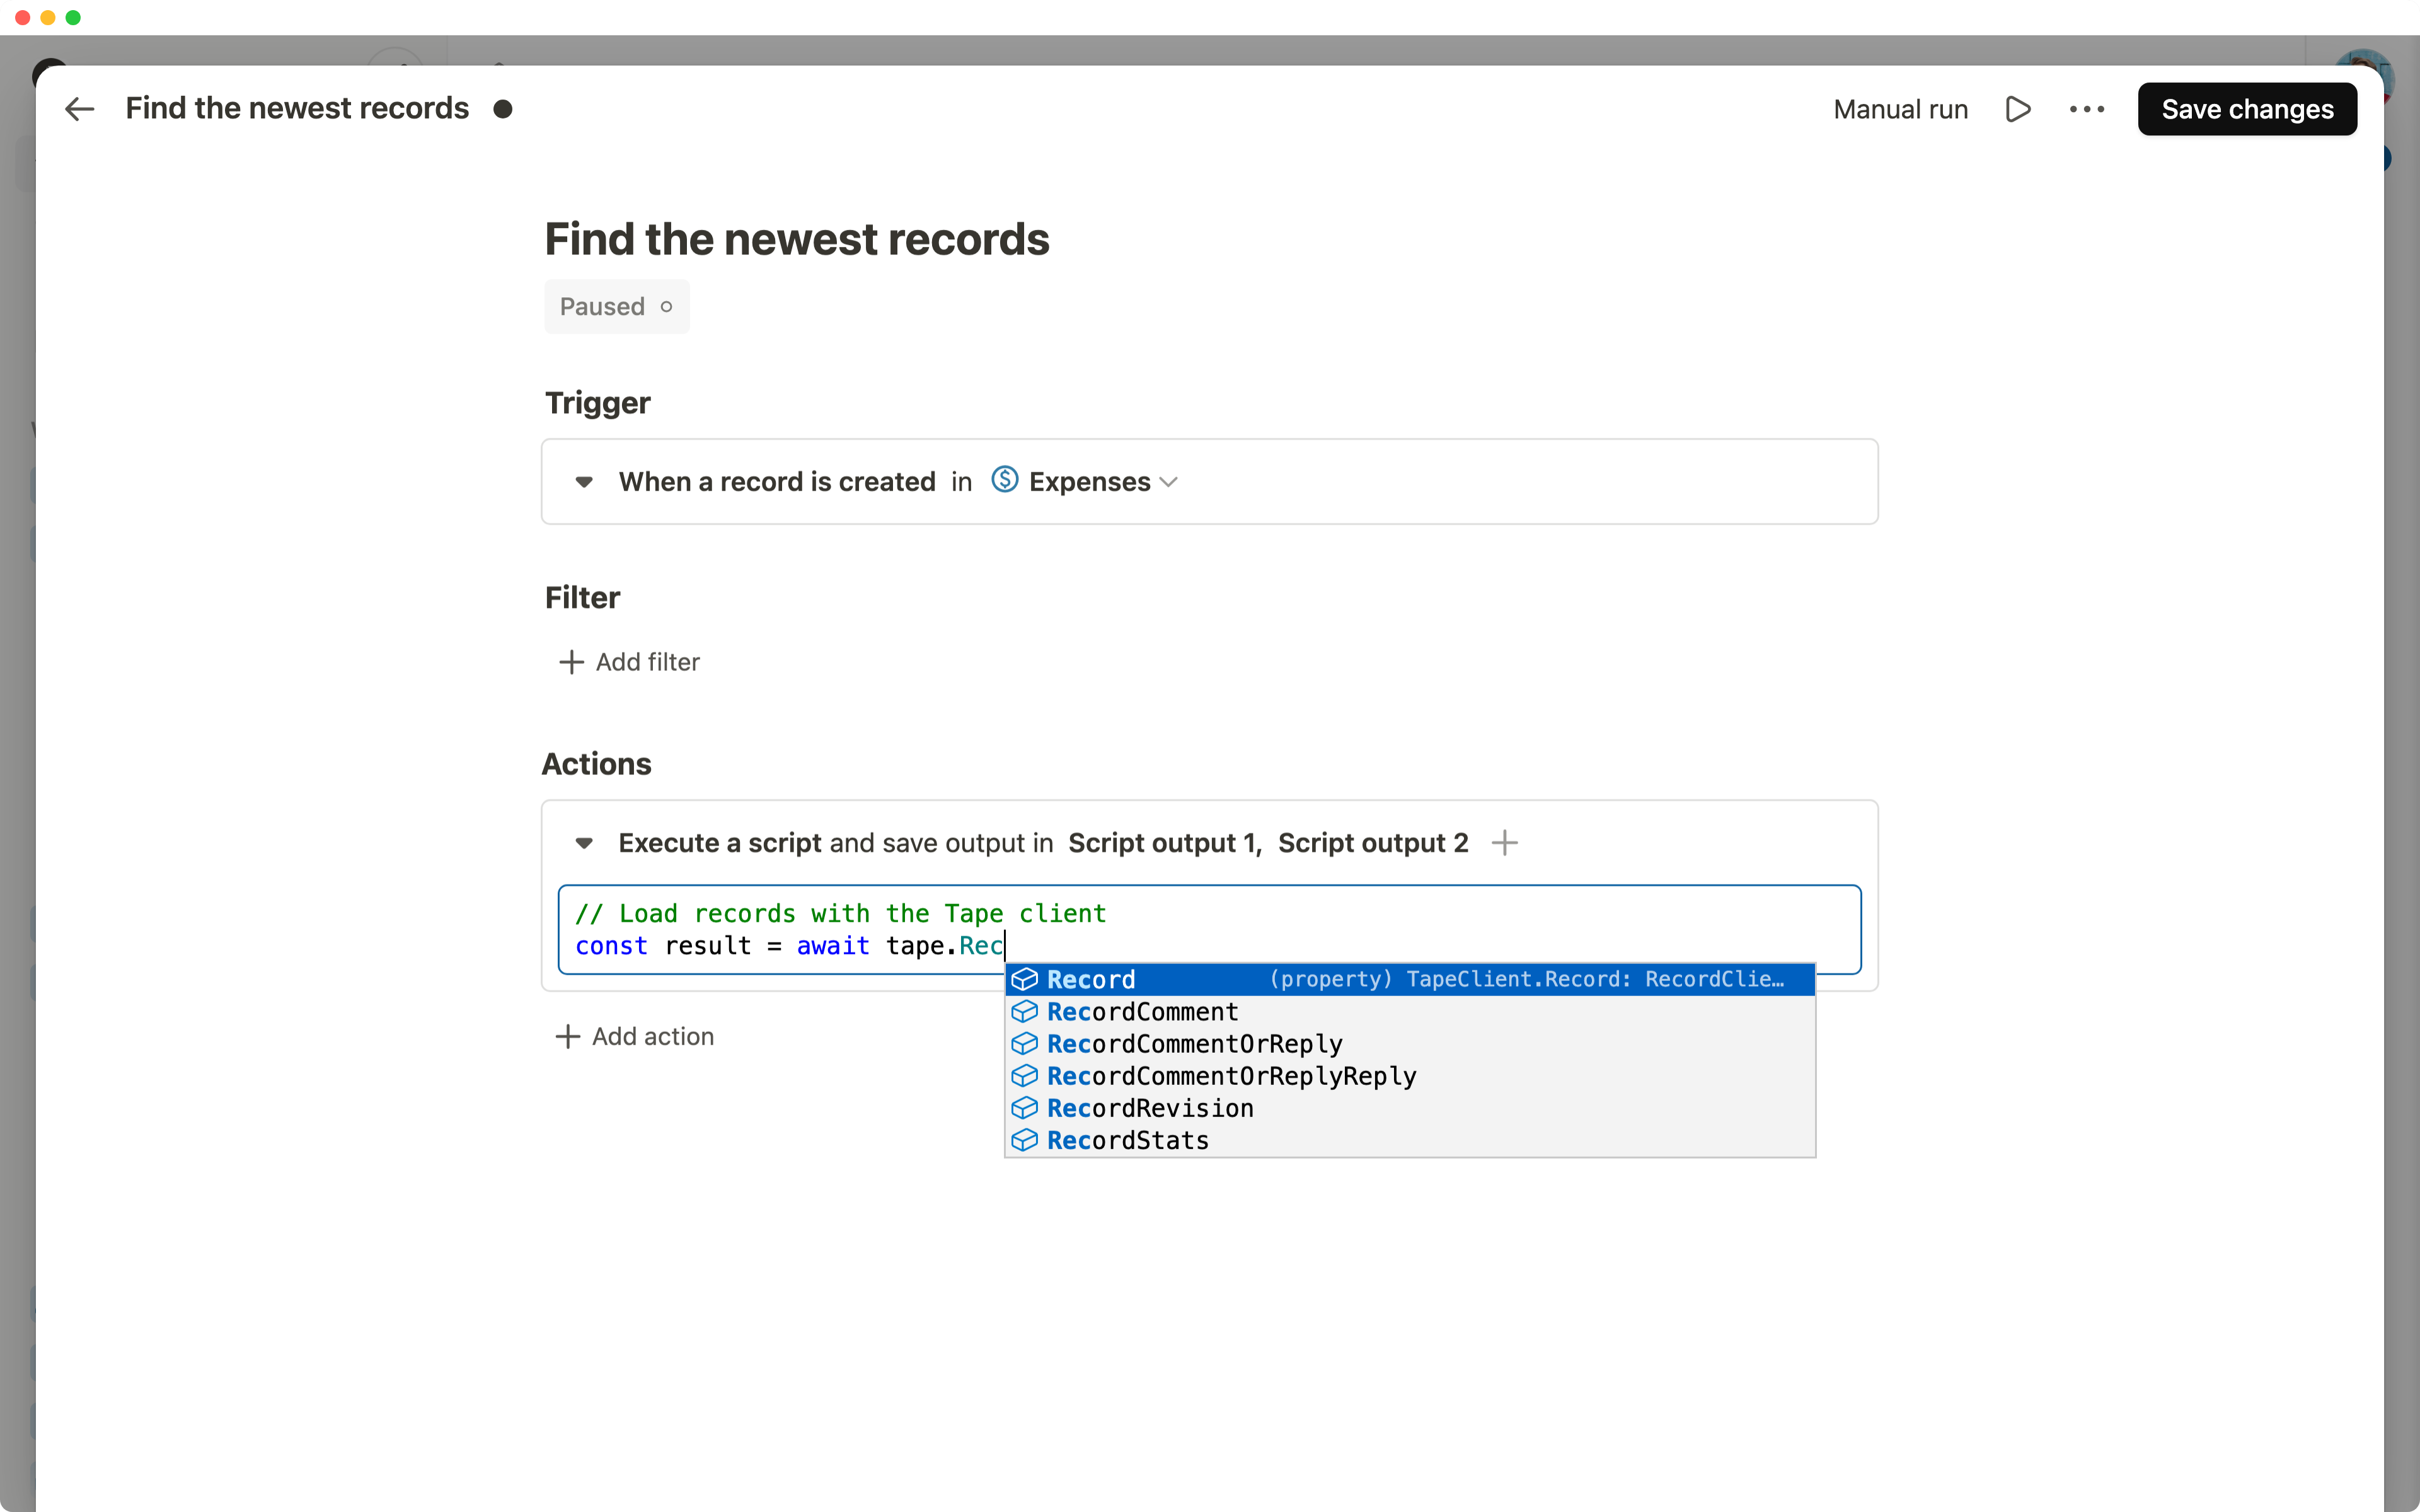 Find the newest records
Manual run
Save changes
Find the newest records
Paused
Trigger
When a record is created in Expenses
Filter
Add filter
Actions
Execute a script and save output in Script output 1, Script output 2
// Load records with the Tape client
const result = await tape.Rec
Record (property) TapeClient.Record: RecordClie…
RecordComment
RecordCommentOrReply
RecordCommentOrReplyReply
RecordRevision
RecordStats
Add action